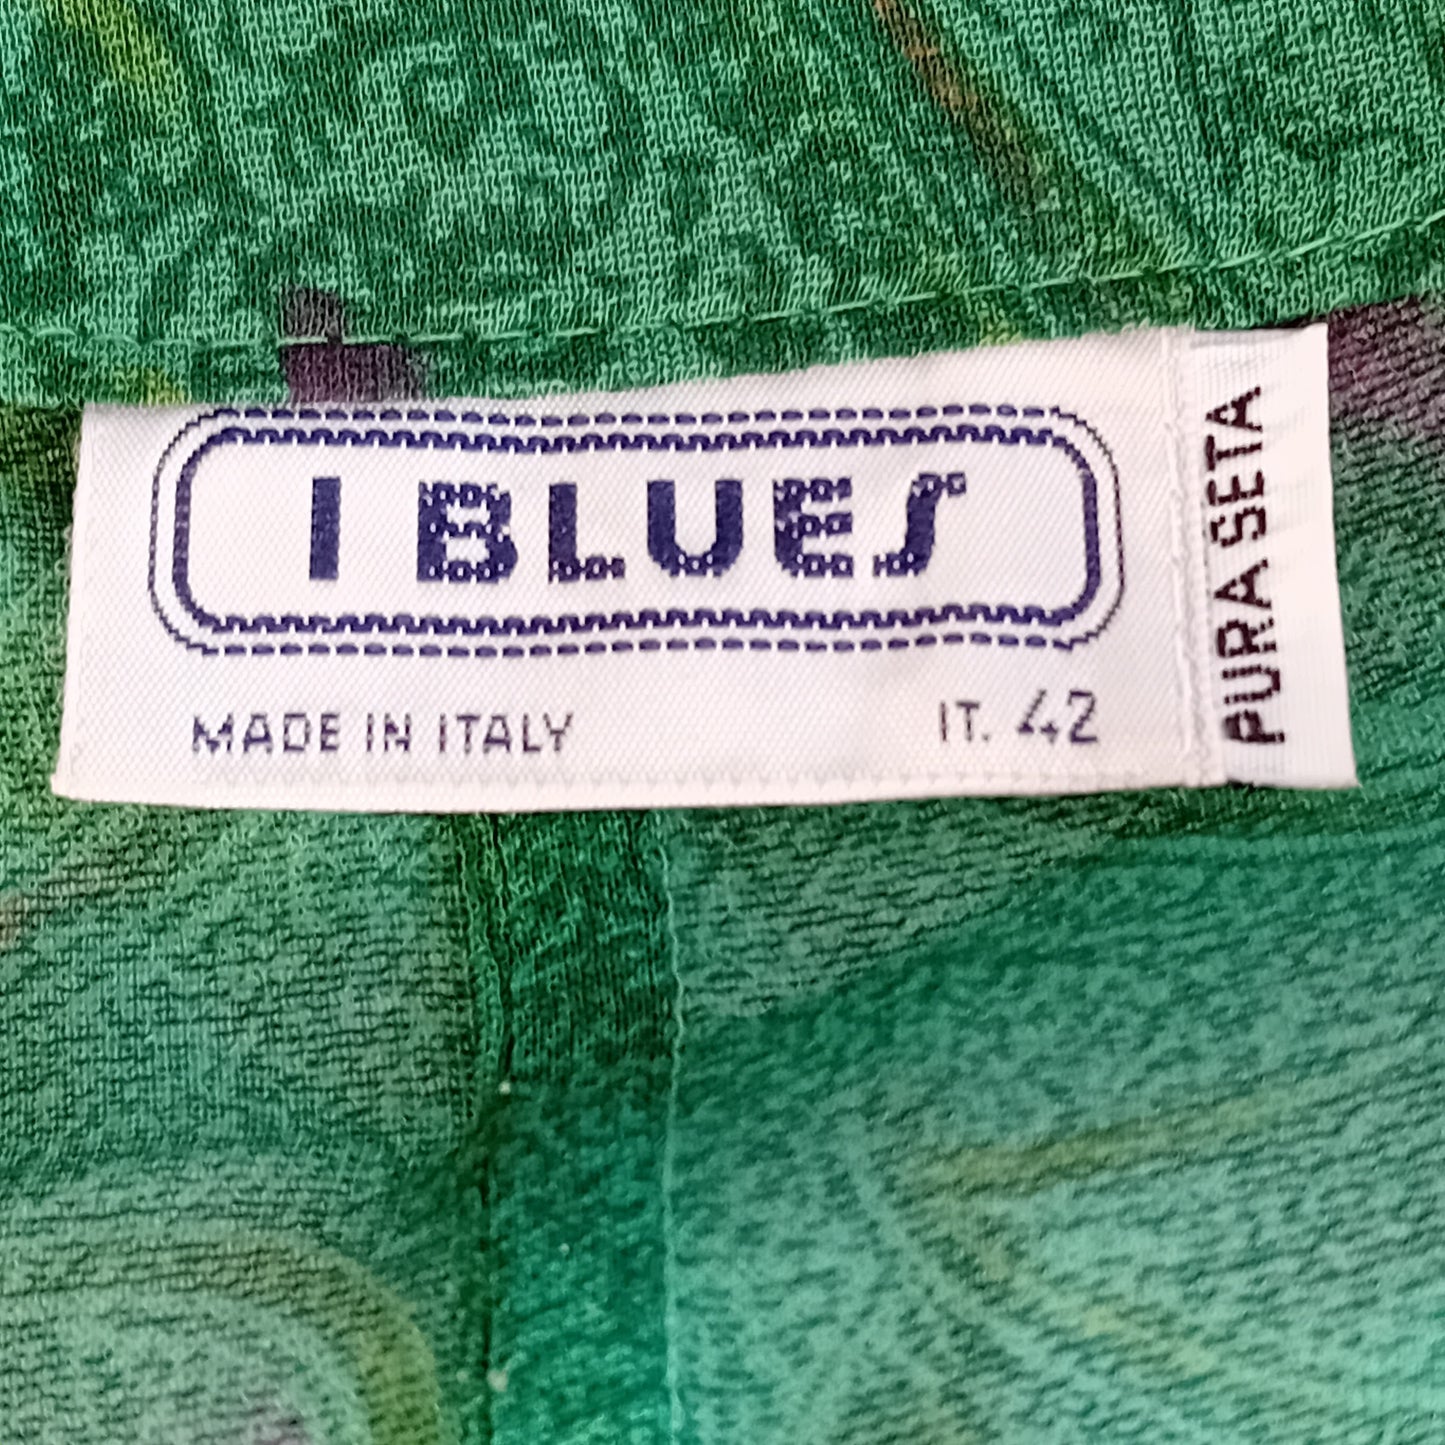 I BLUES
MADE IN ITALY
IT. 42
PURA SETA